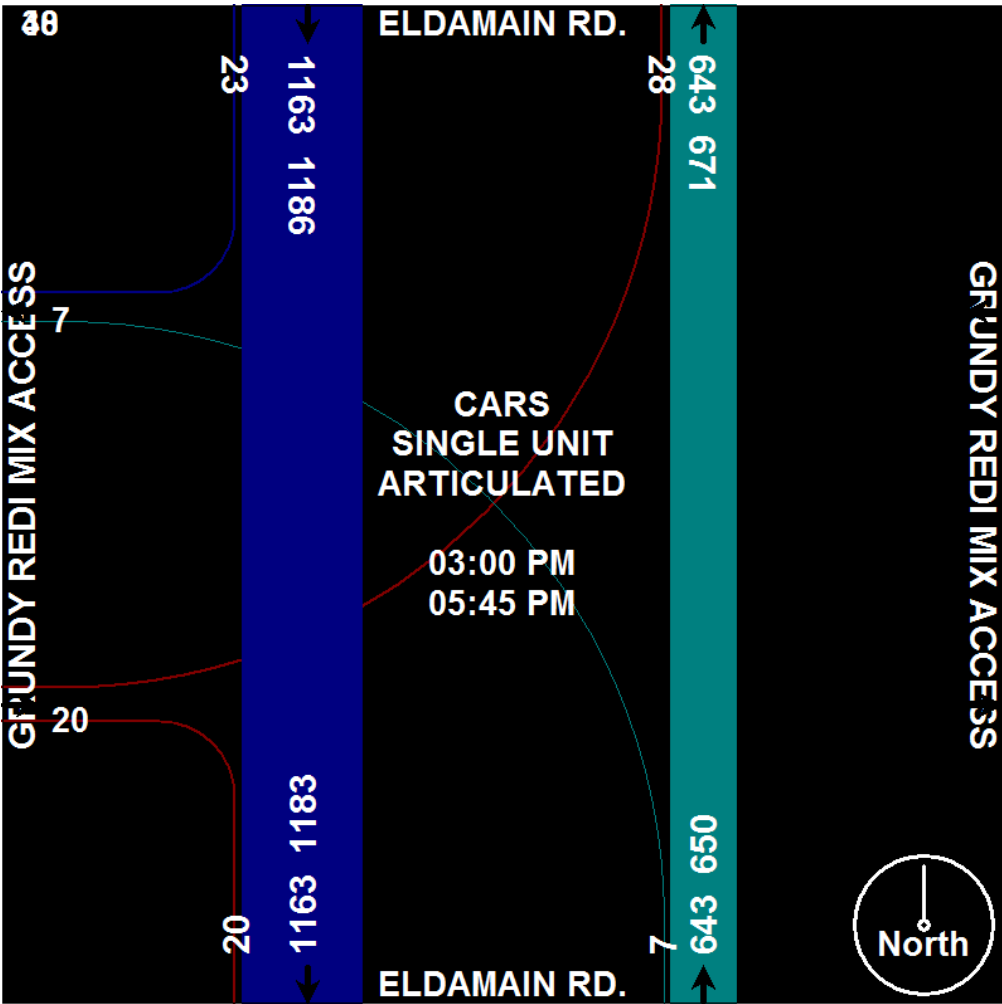 ELDAMAIN RD.
23
1163 1186
28
643 671
GRUNDY REDI MIX ACCESS
7
20
CARS
SINGLE UNIT
ARTICULATED
03:00 PM
05:45 PM
GRUNDY REDI MIX ACCESS
20
1163 1183
7
643 650
North
ELDAMAIN RD.